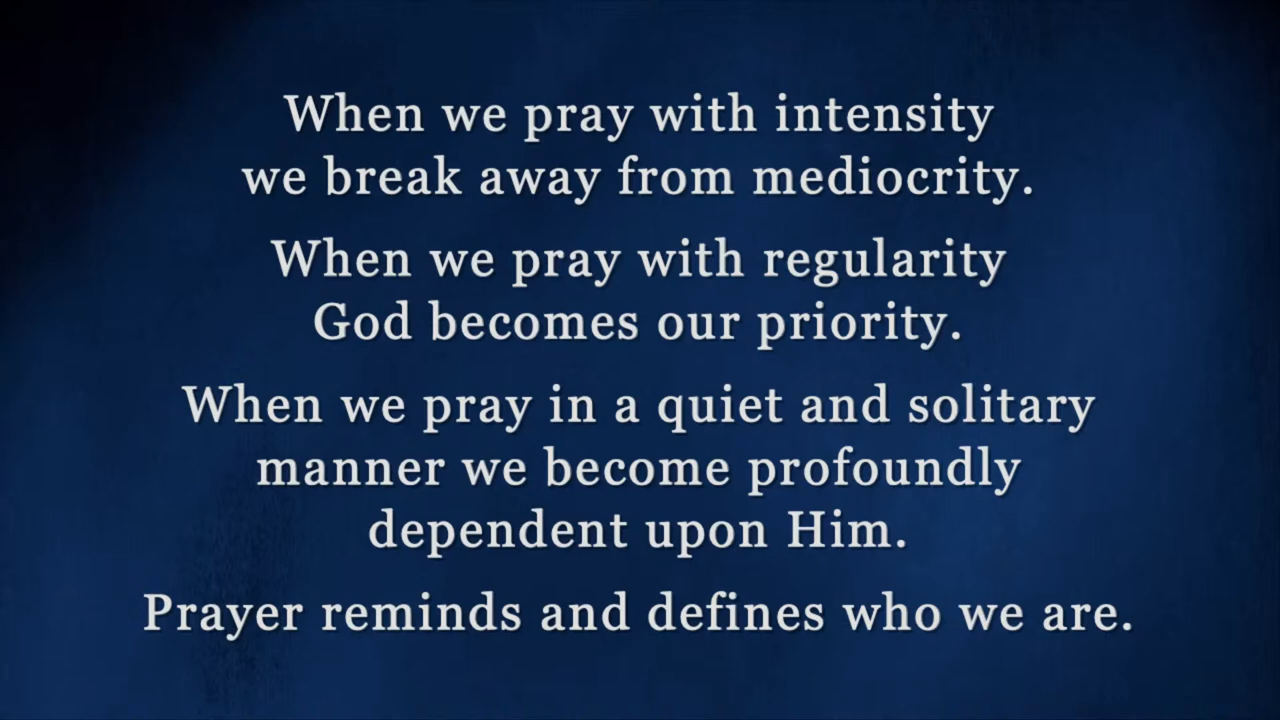 When we pray with intensity
we break away from mediocrity.
When we pray with regularity
God becomes our priority.
When we pray in a quiet and solitary
manner we become profoundly
dependent upon Him.
Prayer reminds and defines who we are.